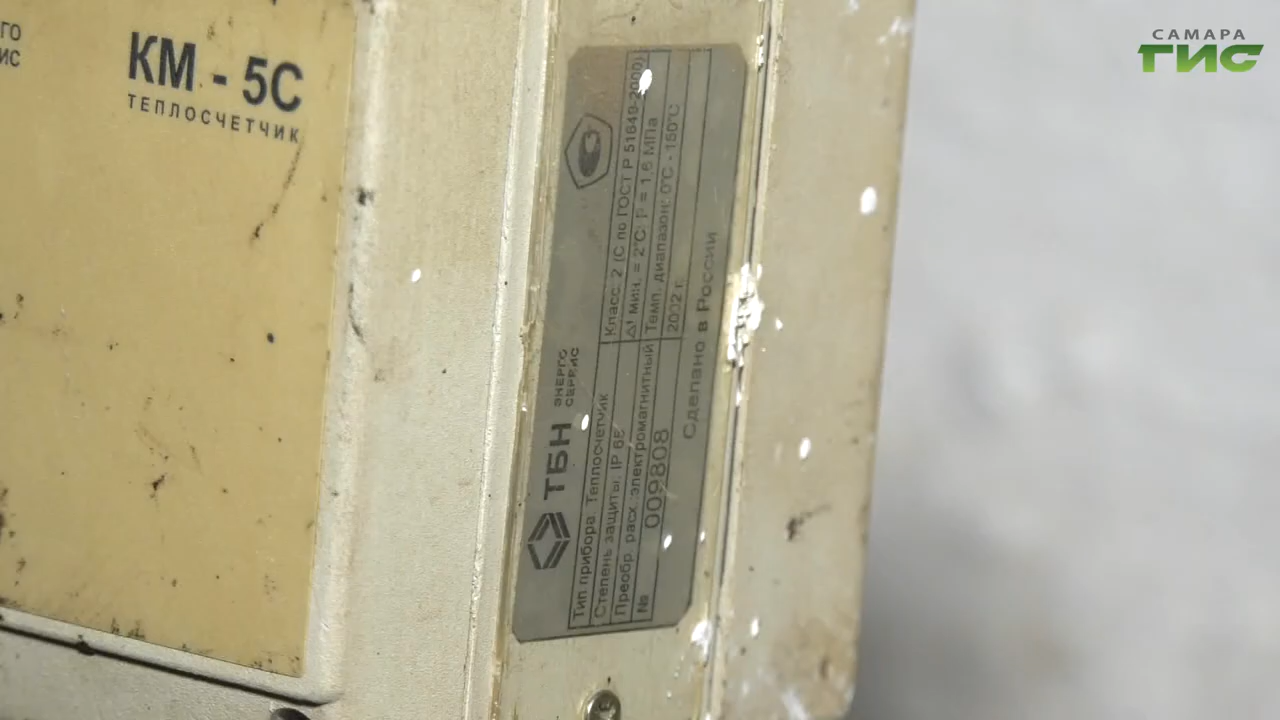 ГО
ИС
КМ - 5С
ТЕПЛОСЧЕТЧИК
ТБН ЭНЕРГО
СЕРВИС
Тип прибора Теплосчетчик
Класс: 2 (С по ГОСТ Р 51649-2000)
Степень защиты: IP 65
Δt мин. = 2°C; P = 1,6 МПа
Преобр. расх.:электромагнитный
Темп. диапазон: 0°C - 150°C
№ 009808
2002 г.
Сделано в России
САМАРА
ГИС